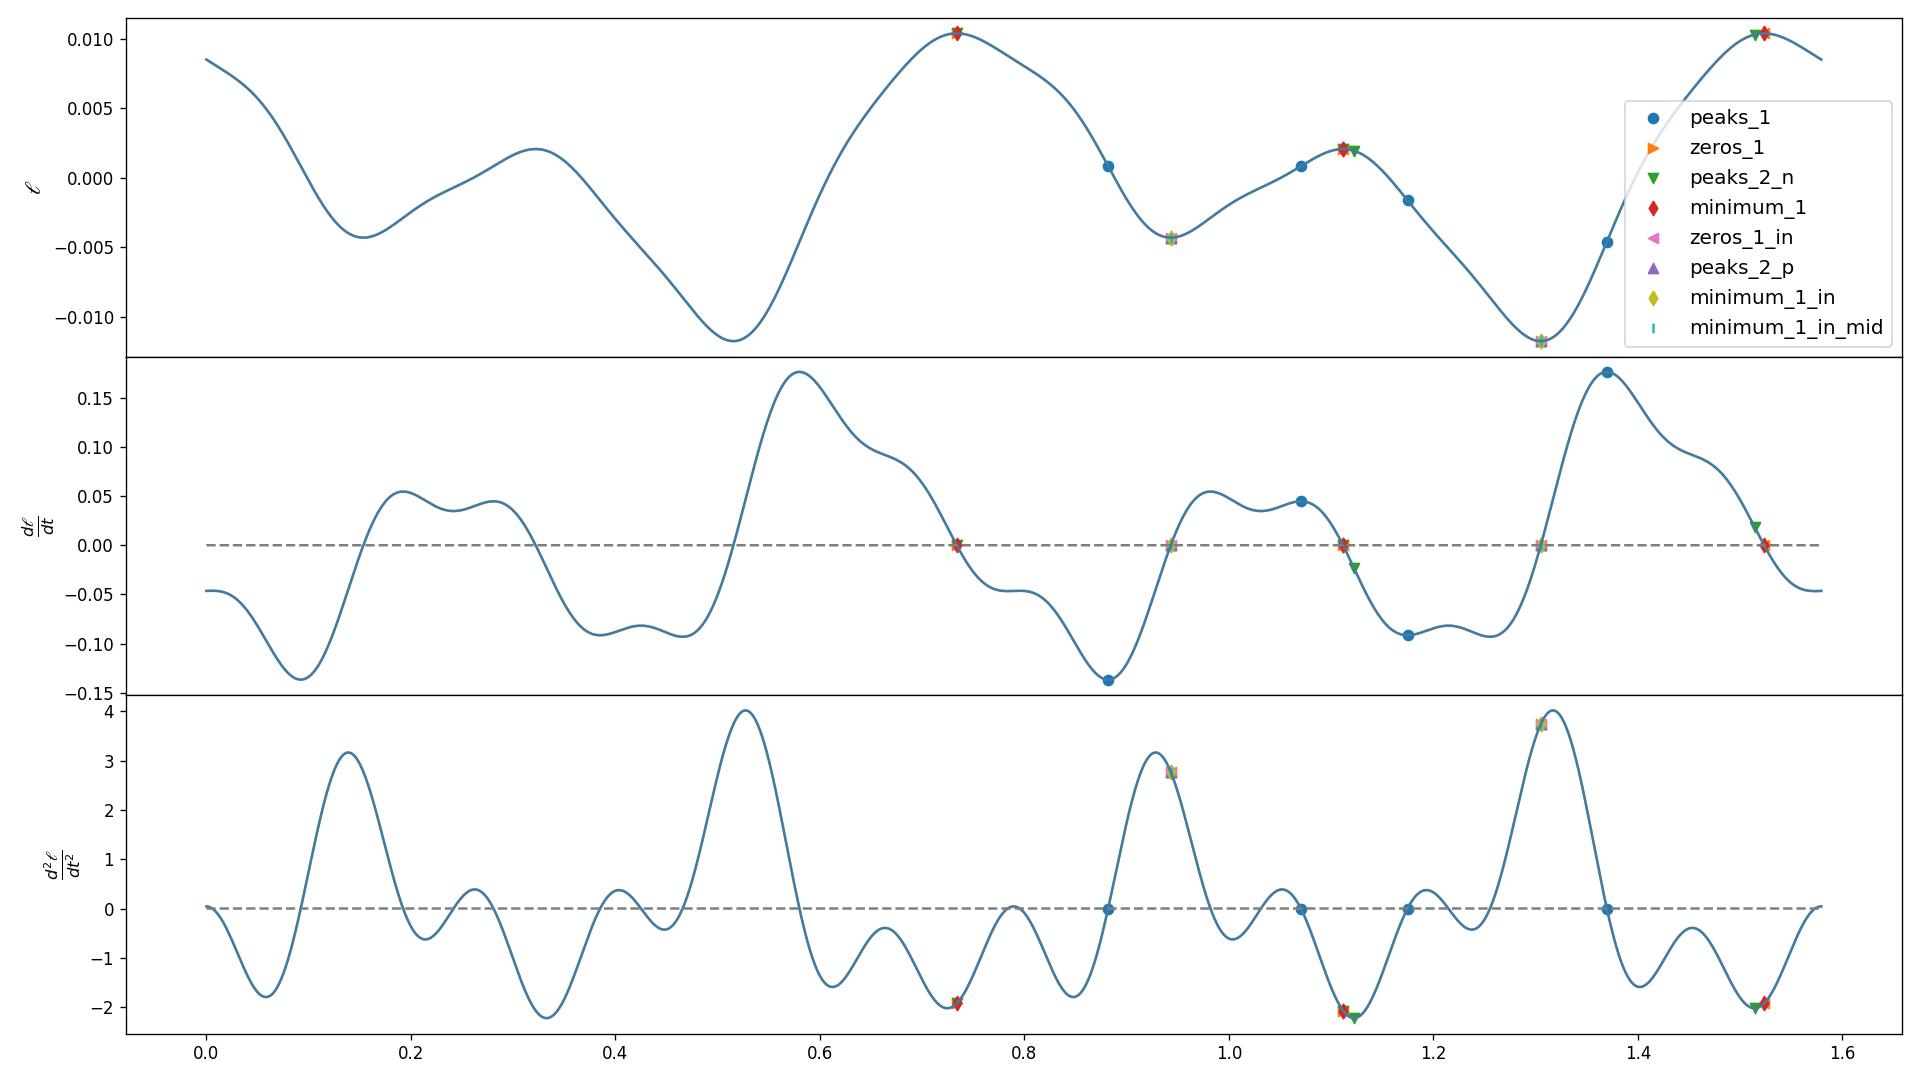 0.010
0.005
0.000
−0.005
−0.010
ℓ
peaks_1
zeros_1
peaks_2_n
minimum_1
zeros_1_in
peaks_2_p
minimum_1_in
minimum_1_in_mid
0.15
0.10
0.05
0.00
−0.05
−0.10
−0.15
dℓ/dt
4
3
2
1
0
−1
−2
d²ℓ/dt²
0.0 0.2 0.4 0.6 0.8 1.0 1.2 1.4 1.6